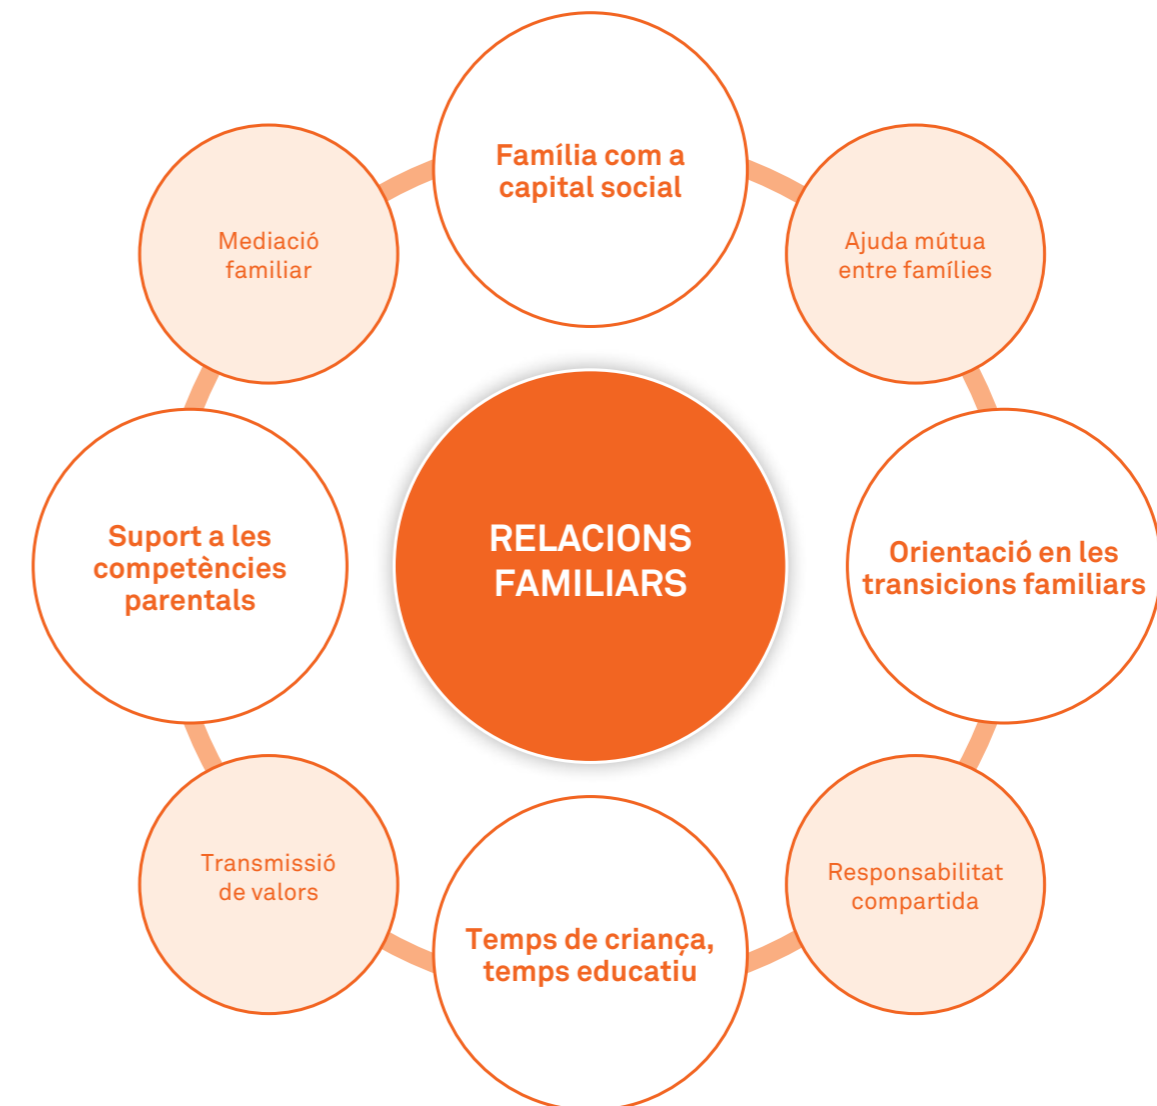 Família com a
capital social
Mediació
familiar
Ajuda mútua
entre famílies
Suport a les
competències
parentals
RELACIONS
FAMILIARS
Orientació en les
transicions familiars
Transmissió
de valors
Responsabilitat
compartida
Temps de criança,
temps educatiu